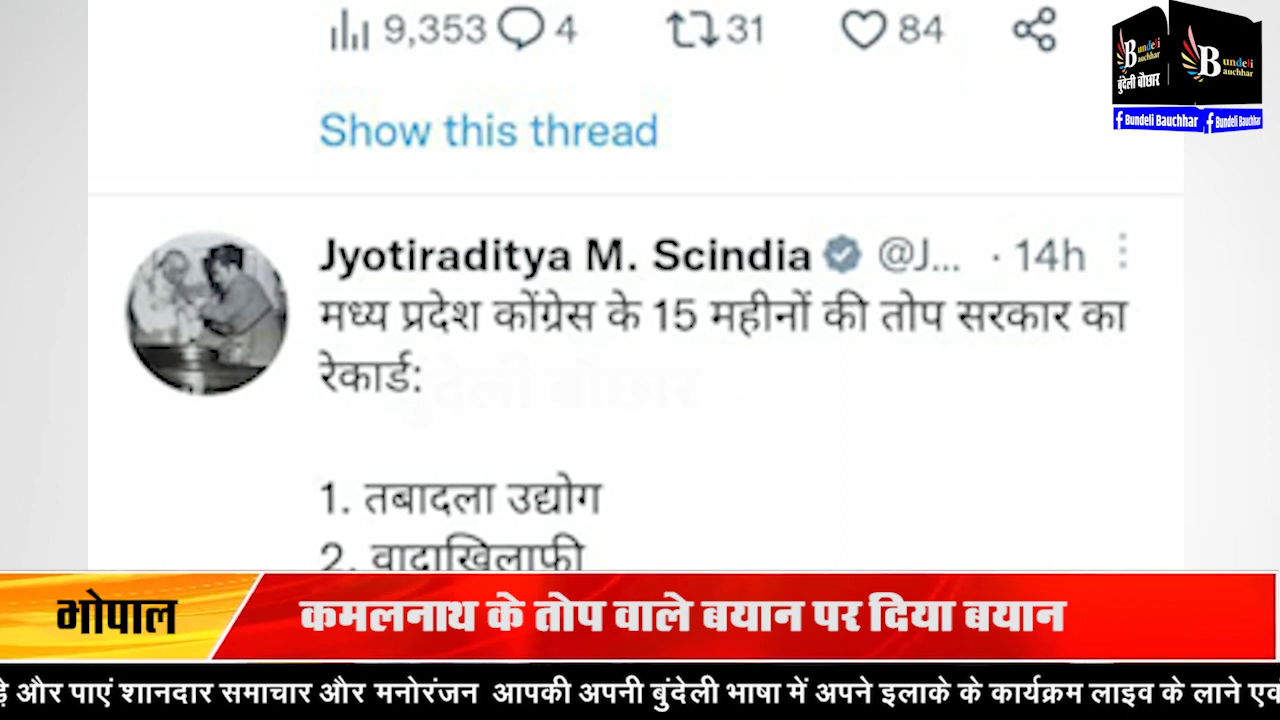 9,353 4 31 84
Bundeli Bauchhar
बुंदेली बौछार
Bundeli Bauchhar
f Bundeli Bauchhar
f Bundeli Bauchhar
Show this thread
Jyotiraditya M. Scindia @J... · 14h
मध्य प्रदेश कोंग्रेस के 15 महीनों की तोप सरकार का
रेकार्ड:
बुंदेली बौछार
1. तबादला उद्योग
2. वादाखिलाफी
भोपाल
कमलनाथ के तोप वाले बयान पर दिया बयान
और पाएं शानदार समाचार और मनोरंजन आपकी अपनी बुंदेली भाषा में अपने इलाके के कार्यक्रम लाइव के लाने